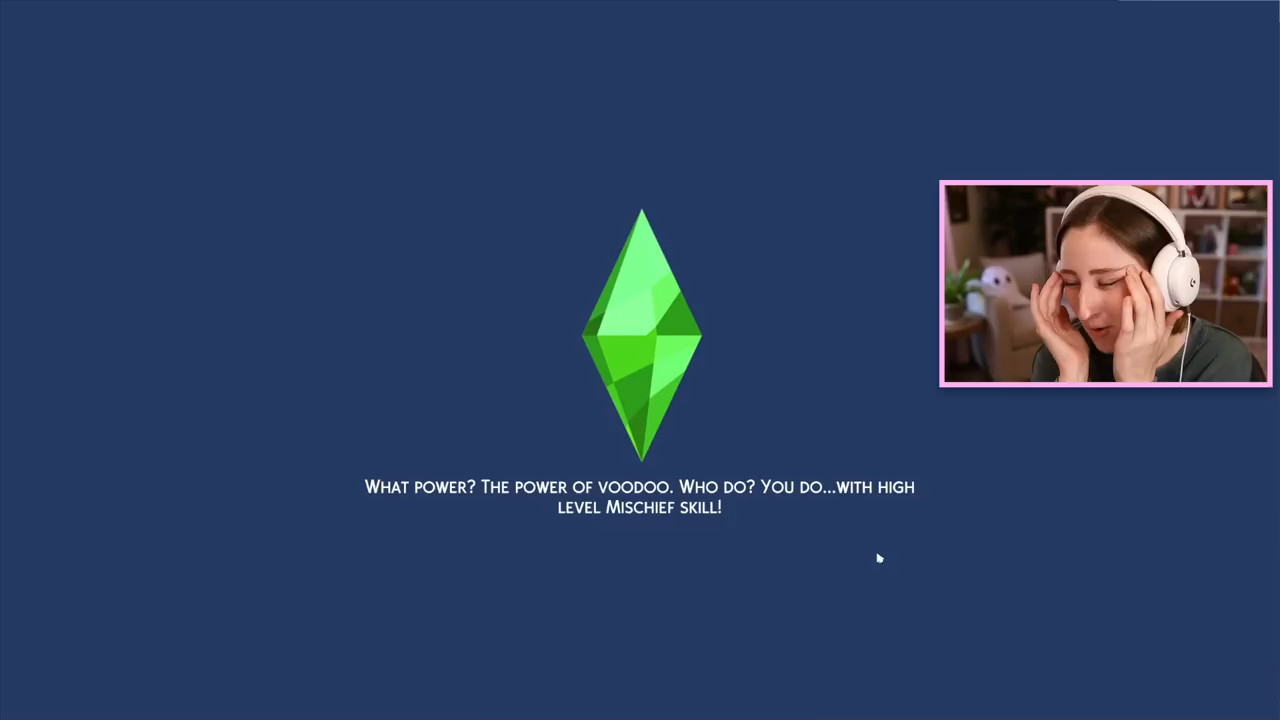 What power? The power of voodoo. Who do? You do...with high
level Mischief skill!